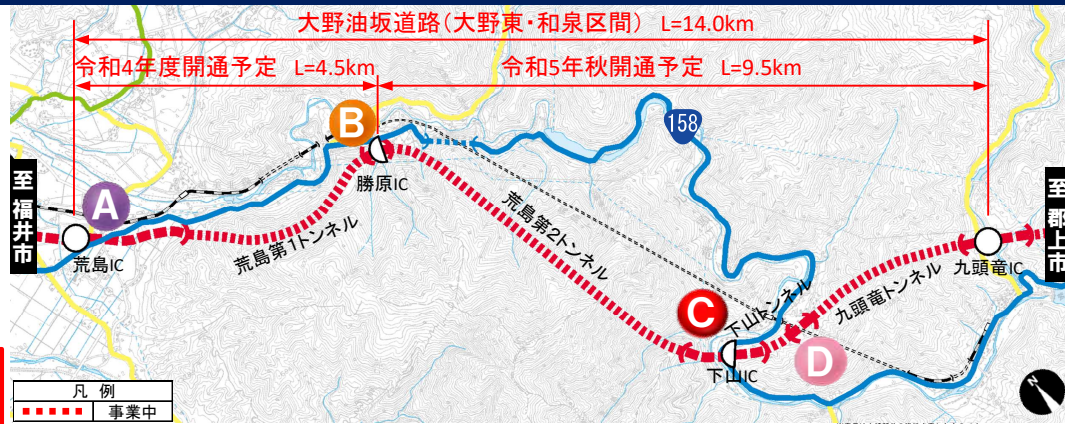 大野油坂道路(大野東・和泉区間) L=14.0km
令和4年度開通予定 L=4.5km
令和5年秋開通予定 L=9.5km
158
B
勝原IC
至 福井市
A
荒島IC
荒島第1トンネル
荒島第2トンネル
至 郡上市
九頭竜IC
九頭竜トンネル
下山トンネル
C
下山IC
D
凡 例
事業中
N